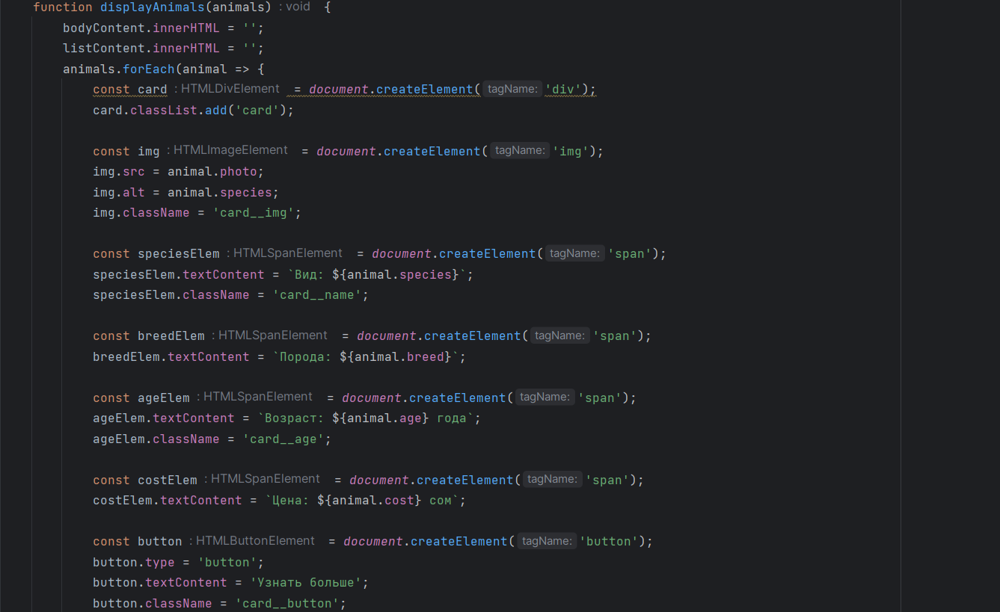 function displayAnimals(animals) : void {
bodyContent.innerHTML = '';
listContent.innerHTML = '';
animals.forEach(animal => {
const card : HTMLDivElement = document.createElement( tagName: 'div');
card.classList.add('card');
const img : HTMLImageElement = document.createElement( tagName: 'img');
img.src = animal.photo;
img.alt = animal.species;
img.className = 'card__img';
const speciesElem : HTMLSpanElement = document.createElement( tagName: 'span');
speciesElem.textContent = `Вид: ${animal.species}`;
speciesElem.className = 'card__name';
const breedElem : HTMLSpanElement = document.createElement( tagName: 'span');
breedElem.textContent = `Порода: ${animal.breed}`;
const ageElem : HTMLSpanElement = document.createElement( tagName: 'span');
ageElem.textContent = `Возраст: ${animal.age} года`;
ageElem.className = 'card__age';
const costElem : HTMLSpanElement = document.createElement( tagName: 'span');
costElem.textContent = `Цена: ${animal.cost} сом`;
const button : HTMLButtonElement = document.createElement( tagName: 'button');
button.type = 'button';
button.textContent = 'Узнать больше';
button.className = 'card__button';